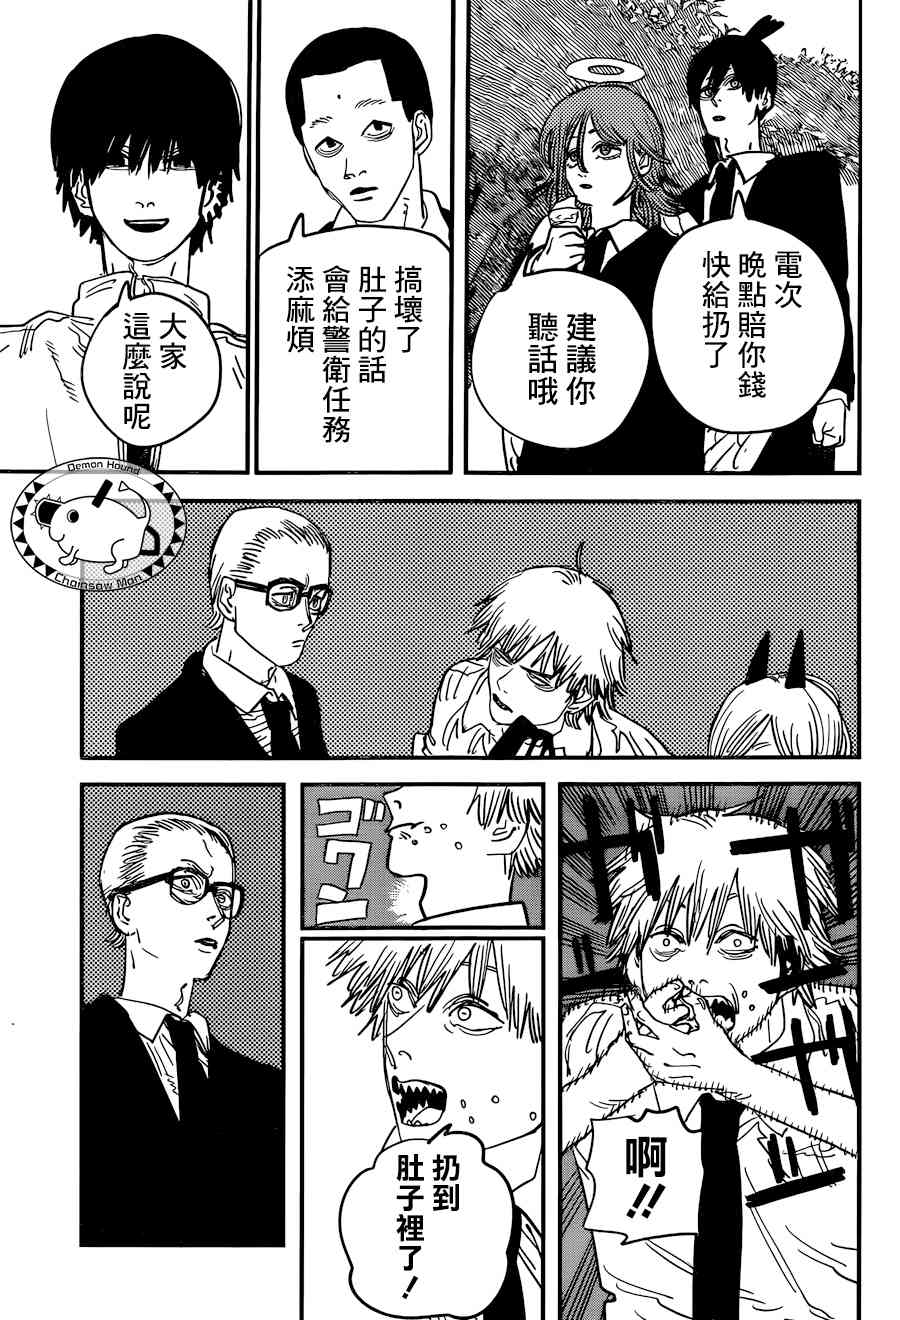 電次
晚點賠你錢
快給扔了
建議你
聽話哦
搞壞了
肚子的話
會給警衛任務
添麻煩
大家
這麼說呢
Demon Hound
D
Chainsaw Man
啊!!
ゴクン
扔到
肚子裡了!